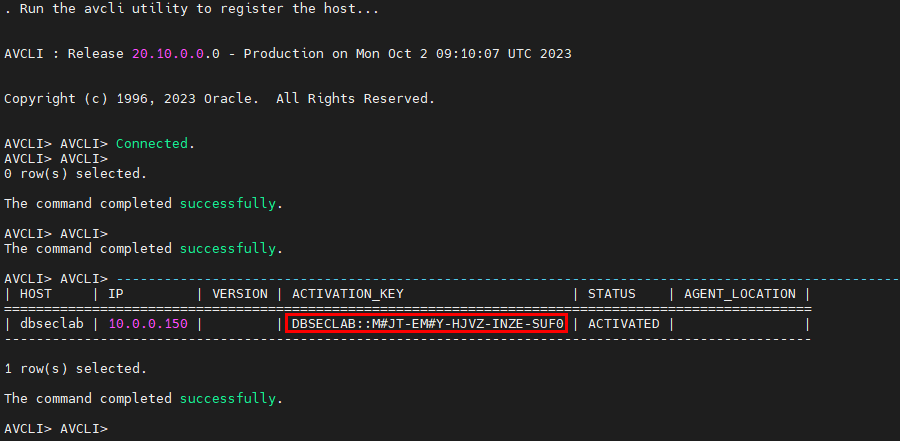 . Run the avcli utility to register the host...
AVCLI : Release 20.10.0.0.0 - Production on Mon Oct 2 09:10:07 UTC 2023
Copyright (c) 1996, 2023 Oracle.  All Rights Reserved.
AVCLI> AVCLI> Connected.
AVCLI> AVCLI>
0 row(s) selected.
The command completed successfully.
AVCLI> AVCLI>
The command completed successfully.
AVCLI> AVCLI> --------------------------------------------------------------------------------------------------
| HOST     | IP         | VERSION | ACTIVATION_KEY                     | STATUS    | AGENT_LOCATION |
=====================================================================================================
| dbseclab | 10.0.0.150 |         | DBSECLAB::M#JT-EM#Y-HJVZ-INZE-SUF0 | ACTIVATED |                |
-----------------------------------------------------------------------------------------------------
1 row(s) selected.
The command completed successfully.
AVCLI> AVCLI>